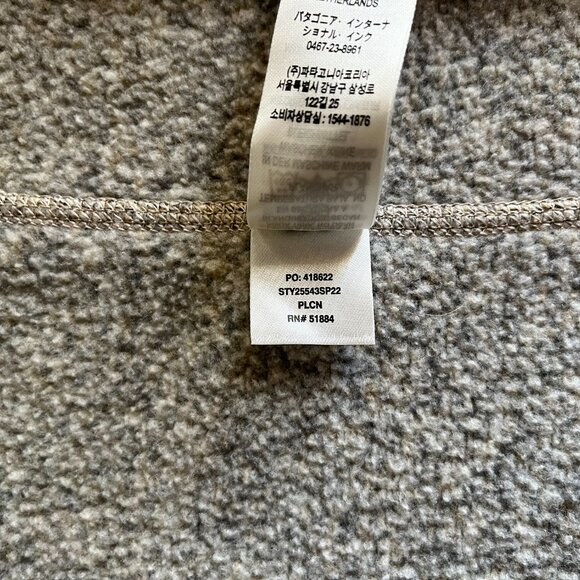 NETHERLANDS
パタゴニア・インターナ
ショナル・インク
0467-23-8961
(주)파타고니아코리아
서울특별시 강남구 삼성로
122길 25
소비자상담실 : 1544-1876
PO: 418622
STY25543SP22
PLCN
RN# 51884